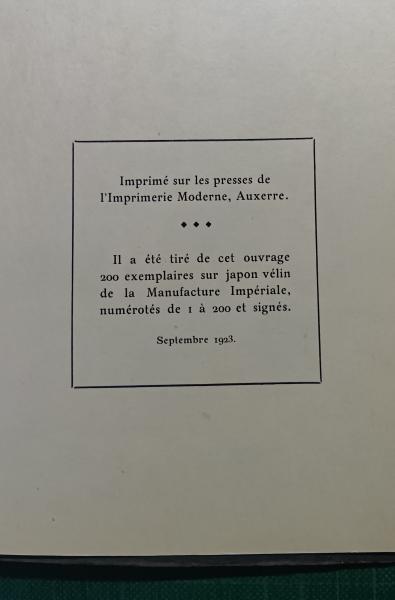 Imprimé sur les presses de
l'Imprimerie Moderne, Auxerre.
Il a été tiré de cet ouvrage
200 exemplaires sur japon vélin
de la Manufacture Impériale,
numérotés de 1 à 200 et signés.
Septembre 1923.